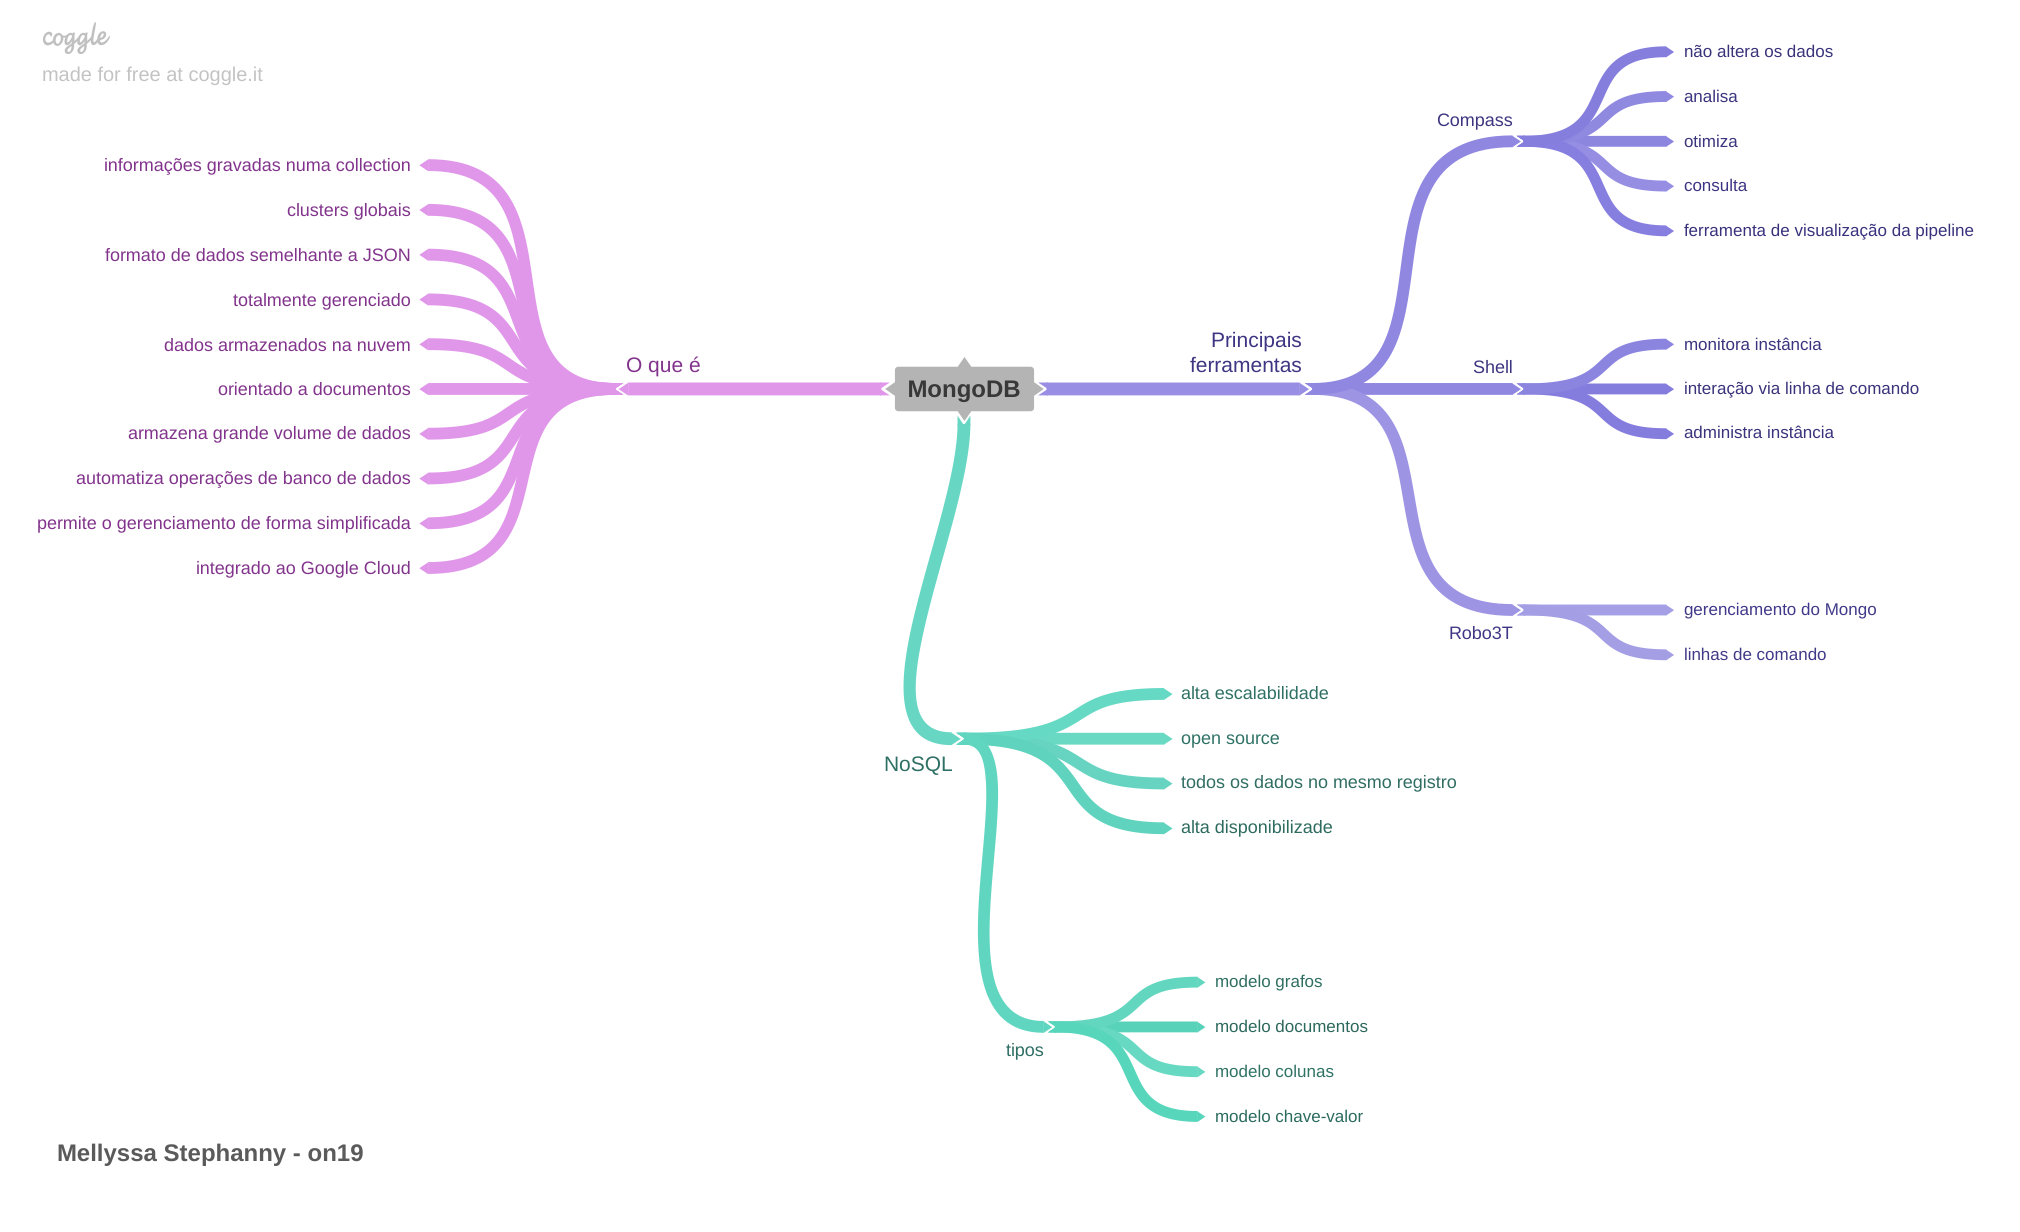 coggle
made for free at coggle.it
informações gravadas numa collection
clusters globais
formato de dados semelhante a JSON
totalmente gerenciado
dados armazenados na nuvem
orientado a documentos
armazena grande volume de dados
automatiza operações de banco de dados
permite o gerenciamento de forma simplificada
integrado ao Google Cloud
O que é
MongoDB
Principais
ferramentas
Compass
não altera os dados
analisa
otimiza
consulta
ferramenta de visualização da pipeline
Shell
monitora instância
interação via linha de comando
administra instância
Robo3T
gerenciamento do Mongo
linhas de comando
NoSQL
alta escalabilidade
open source
todos os dados no mesmo registro
alta disponibilizade
tipos
modelo grafos
modelo documentos
modelo colunas
modelo chave-valor
Mellyssa Stephanny - on19